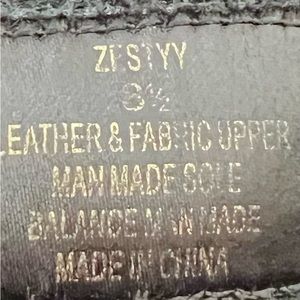 ZESTYY
8½
LEATHER & FABRIC UPPER
MAN MADE SOLE
BALANCE MAN MADE
MADE IN CHINA